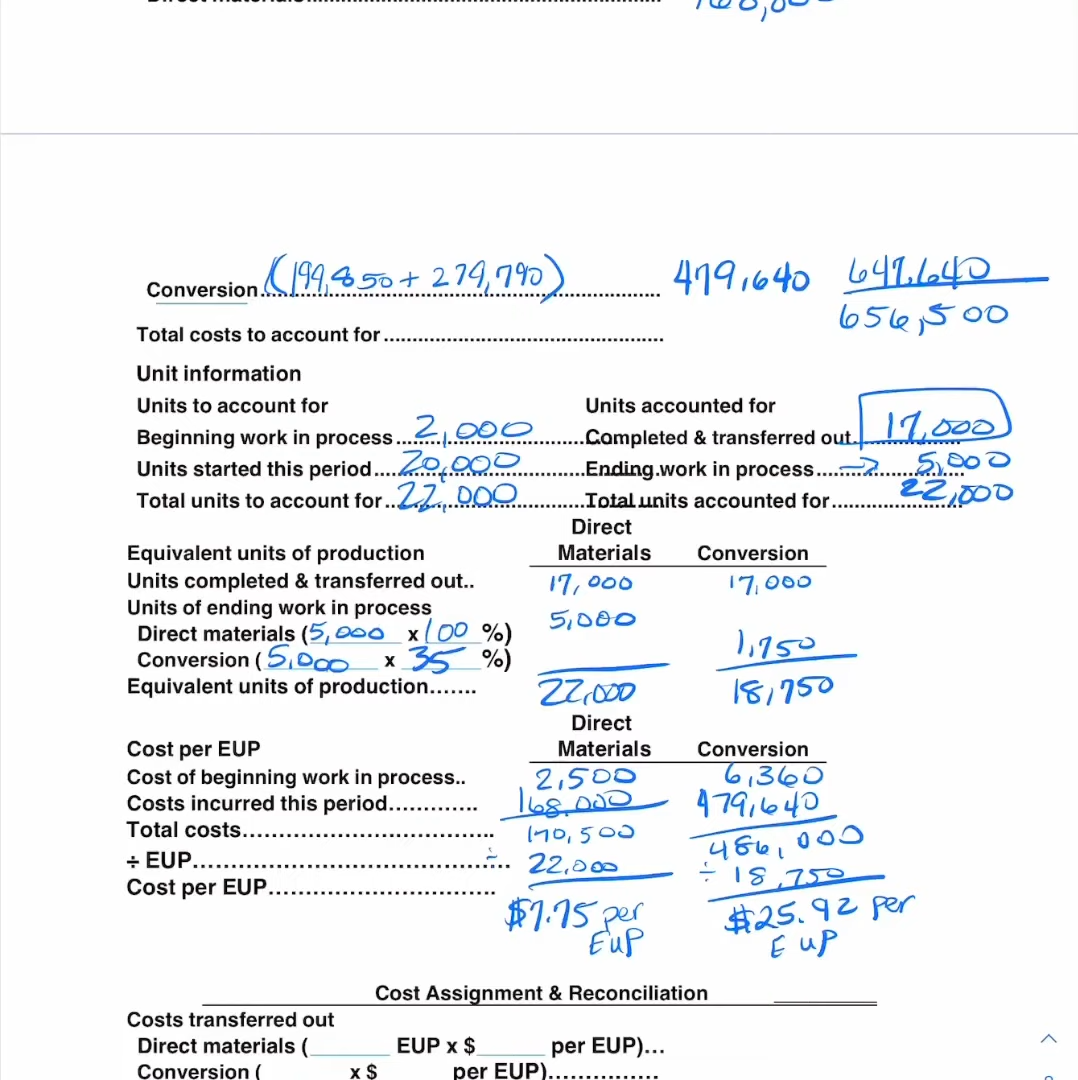 Conversion ((199,850 + 279,790) 479,640 647,640
656,500
Total costs to account for
Unit information
Units to account for Units accounted for
Beginning work in process 2,000 Completed & transferred out 17,000
Units started this period 20,000 Ending work in process → 5,000
Total units to account for 22,000 Total units accounted for 22,000
Direct
Equivalent units of production Materials Conversion
Units completed & transferred out.. 17,000 17,000
Units of ending work in process
Direct materials (5,000 x 100 %) 5,000
Conversion (5,000 x 35 %) 1,750
Equivalent units of production....... 22,000 18,750
Direct
Cost per EUP Materials Conversion
Cost of beginning work in process.. 2,500 6,360
Costs incurred this period............. 168,000 479,640
Total costs.................................. 170,500 486,000
÷ EUP........................................ ÷ 22,000 ÷ 18,750
Cost per EUP............................. $7.75 per EUP $25.92 per EUP
Cost Assignment & Reconciliation
Costs transferred out
Direct materials ( EUP x $ per EUP)...
Conversion ( x $ per EUP)...............